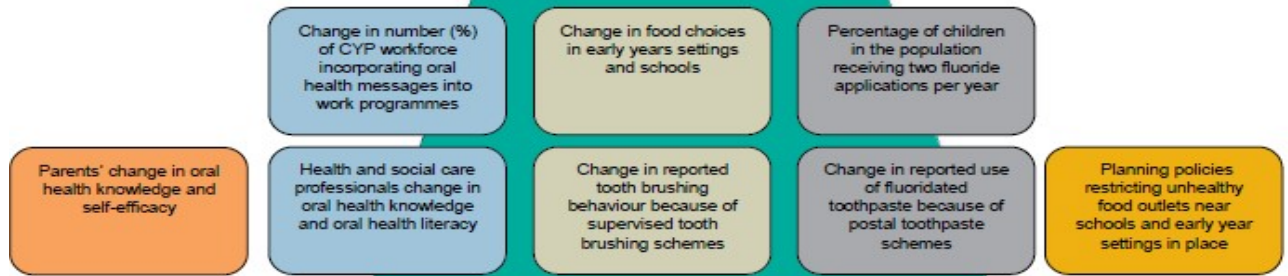 Change in number (%)
of CYP workforce
incorporating oral
health messages into
work programmes
Change in food choices
in early years settings
and schools
Percentage of children
in the population
receiving two fluoride
applications per year
Parents' change in oral
health knowledge and
self-efficacy
Health and social care
professionals change in
oral health knowledge
and oral health literacy
Change in reported
tooth brushing
behaviour because of
supervised tooth
brushing schemes
Change in reported use
of fluoridated
toothpaste because of
postal toothpaste
schemes
Planning policies
restricting unhealthy
food outlets near
schools and early year
settings in place